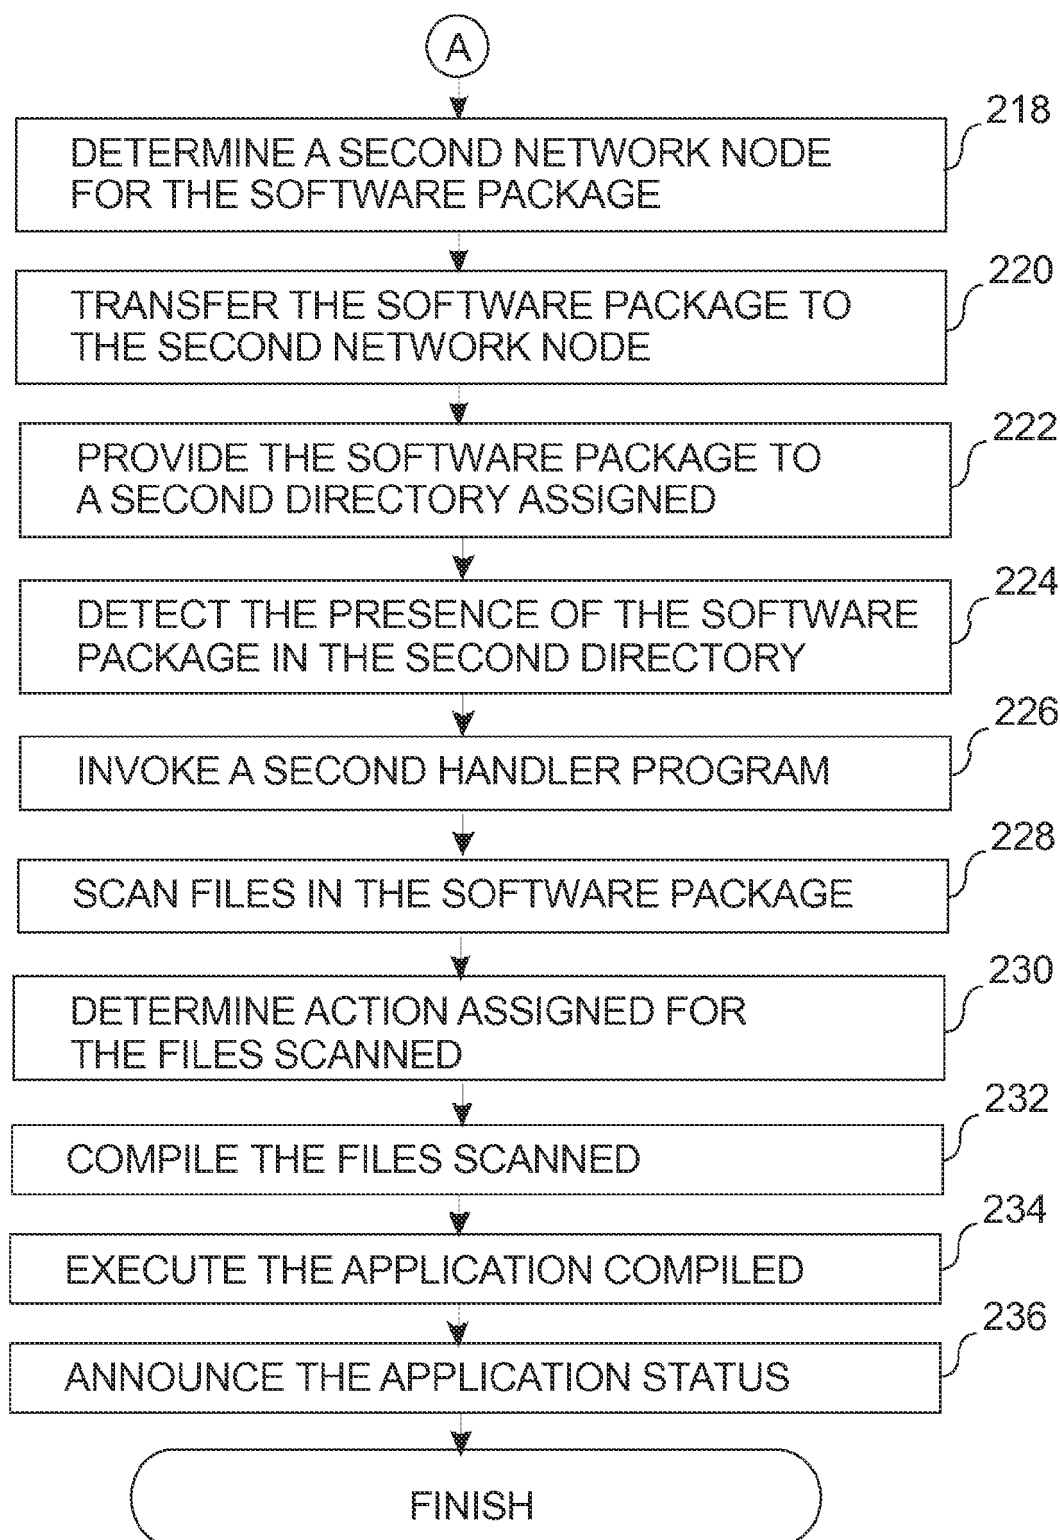 A
218
DETERMINE A SECOND NETWORK NODE
FOR THE SOFTWARE PACKAGE
220
TRANSFER THE SOFTWARE PACKAGE TO
THE SECOND NETWORK NODE
222
PROVIDE THE SOFTWARE PACKAGE TO
A SECOND DIRECTORY ASSIGNED
224
DETECT THE PRESENCE OF THE SOFTWARE
PACKAGE IN THE SECOND DIRECTORY
226
INVOKE A SECOND HANDLER PROGRAM
228
SCAN FILES IN THE SOFTWARE PACKAGE
230
DETERMINE ACTION ASSIGNED FOR
THE FILES SCANNED
232
COMPILE THE FILES SCANNED
234
EXECUTE THE APPLICATION COMPILED
236
ANNOUNCE THE APPLICATION STATUS
FINISH